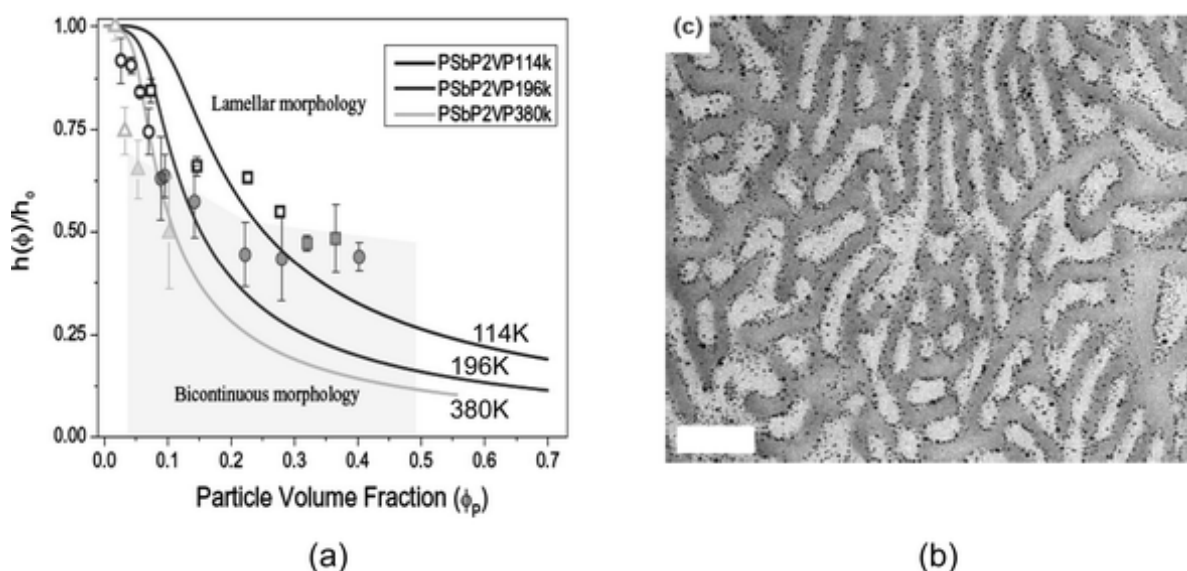 1.00
0.75
0.50
0.25
0.00
h(ϕ)/h₀
PSbP2VP114k
PSbP2VP196k
PSbP2VP380k
Lamellar morphology
Bicontinuous morphology
114K
196K
380K
0.0 0.1 0.2 0.3 0.4 0.5 0.6 0.7
Particle Volume Fraction (ϕₚ)
(a)
(c)
(b)